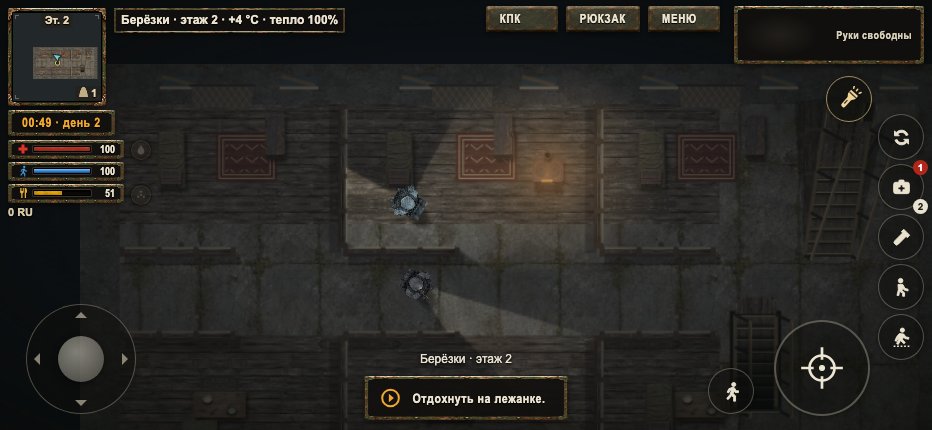 Эт. 2
1
Берёзки · этаж 2 · +4 °C · тепло 100%
КПК
РЮКЗАК
МЕНЮ
Руки свободны
00:49 · день 2
100
100
51
0 RU
1
2
Берёзки · этаж 2
Отдохнуть на лежанке.